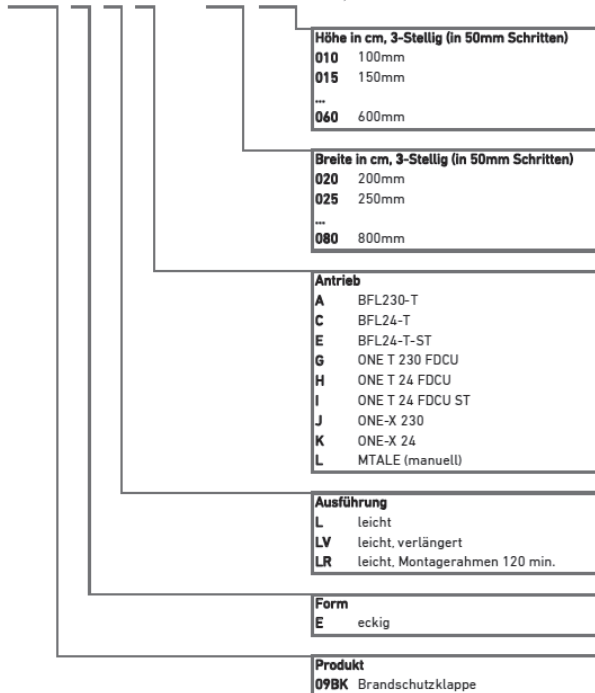 Höhe in cm, 3-Stellig (in 50mm Schritten)
010 100mm
015 150mm
...
060 600mm
Breite in cm, 3-Stellig (in 50mm Schritten)
020 200mm
025 250mm
...
080 800mm
Antrieb
A BFL230-T
C BFL24-T
E BFL24-T-ST
G ONE T 230 FDCU
H ONE T 24 FDCU
I ONE T 24 FDCU ST
J ONE-X 230
K ONE-X 24
L MTALE (manuell)
Ausführung
L leicht
LV leicht, verlängert
LR leicht, Montagerahmen 120 min.
Form
E eckig
Produkt
09BK Brandschutzklappe